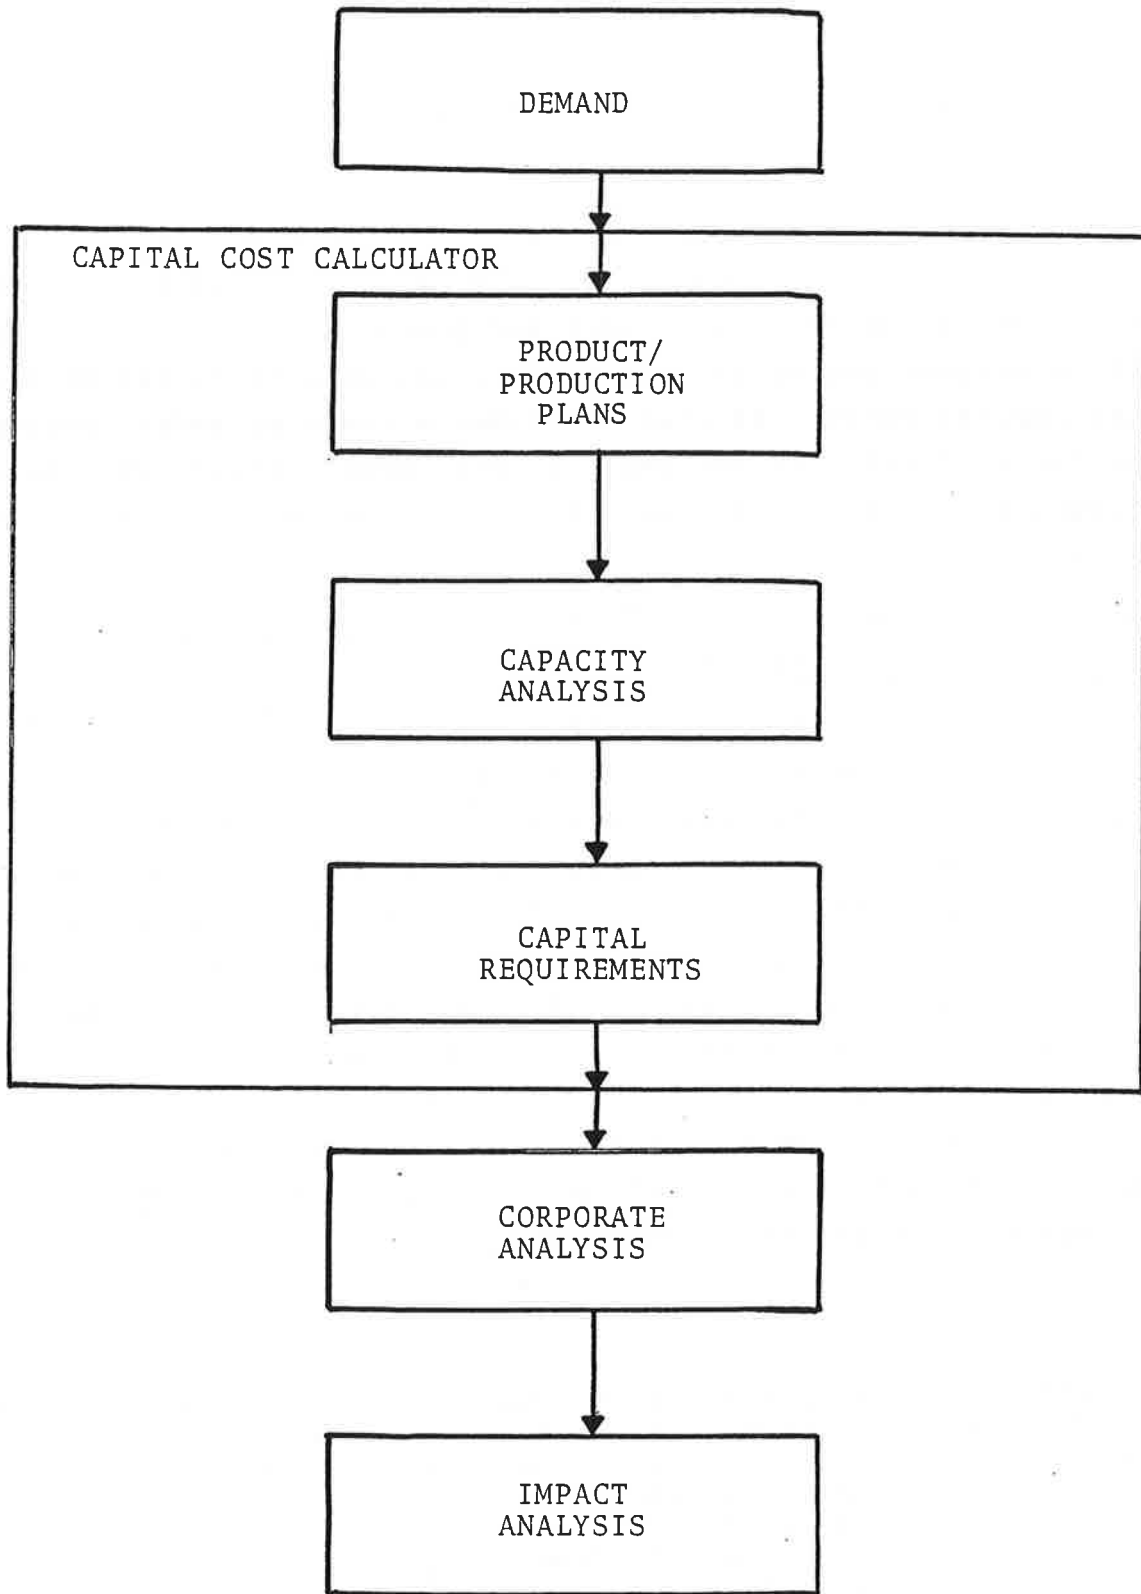 DEMAND
CAPITAL COST CALCULATOR
PRODUCT/
PRODUCTION
PLANS
CAPACITY
ANALYSIS
CAPITAL
REQUIREMENTS
CORPORATE
ANALYSIS
IMPACT
ANALYSIS